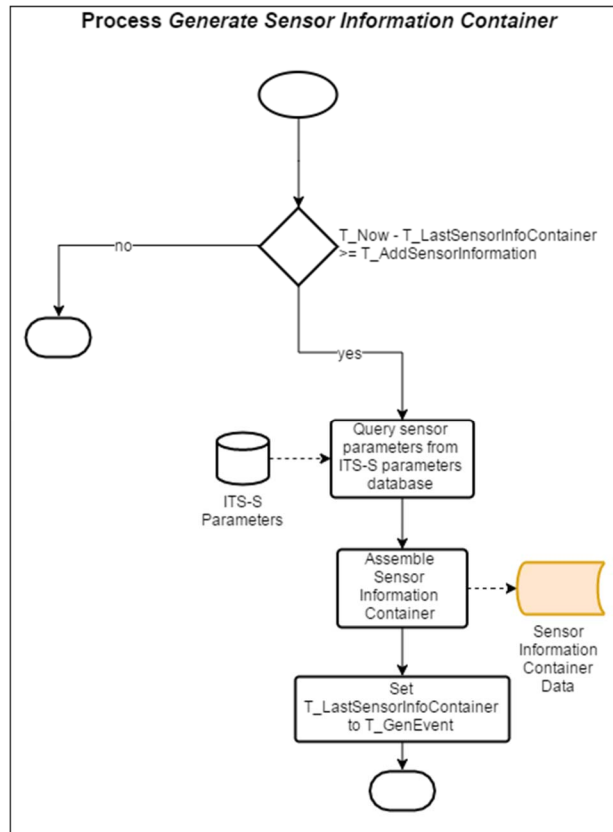 Process Generate Sensor Information Container
T_Now - T_LastSensorInfoContainer
>= T_AddSensorInformation
no
yes
Query sensor
parameters from
ITS-S parameters
database
ITS-S
Parameters
Assemble
Sensor
Information
Container
Sensor
Information
Container
Data
Set
T_LastSensorInfoContainer
to T_GenEvent